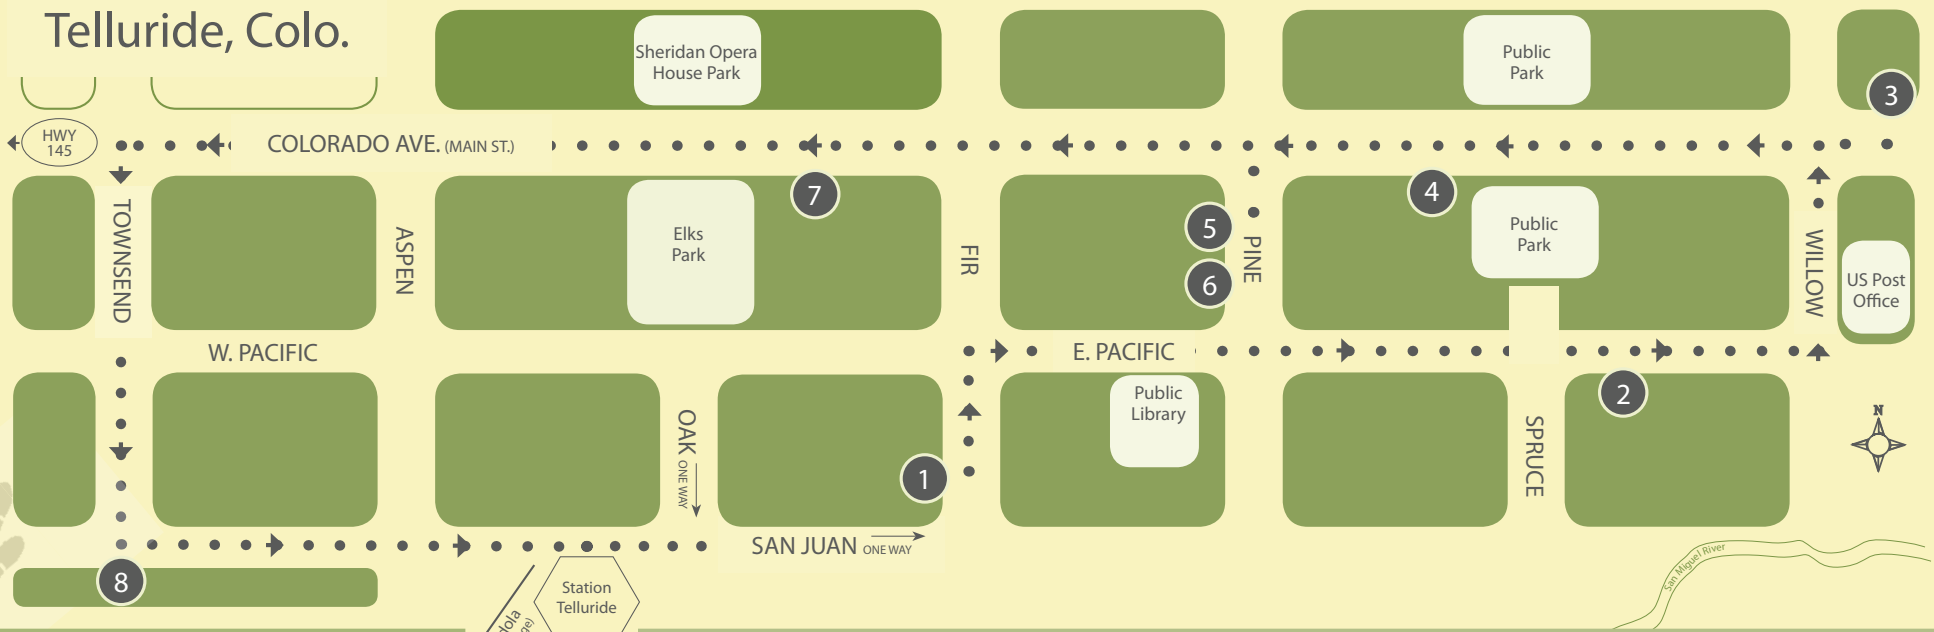 Telluride, Colo.
Sheridan Opera
House Park
Public
Park
3
HWY
145
COLORADO AVE. (MAIN ST.)
7
4
5
6
TOWNSEND
ASPEN
Elks
Park
FIR
PINE
Public
Park
WILLOW
US Post
Office
W. PACIFIC
E. PACIFIC
Public
Library
2
N
OAK ONE WAY
1
SPRUCE
SAN JUAN ONE WAY
San Miguel River
8
Station
Telluride